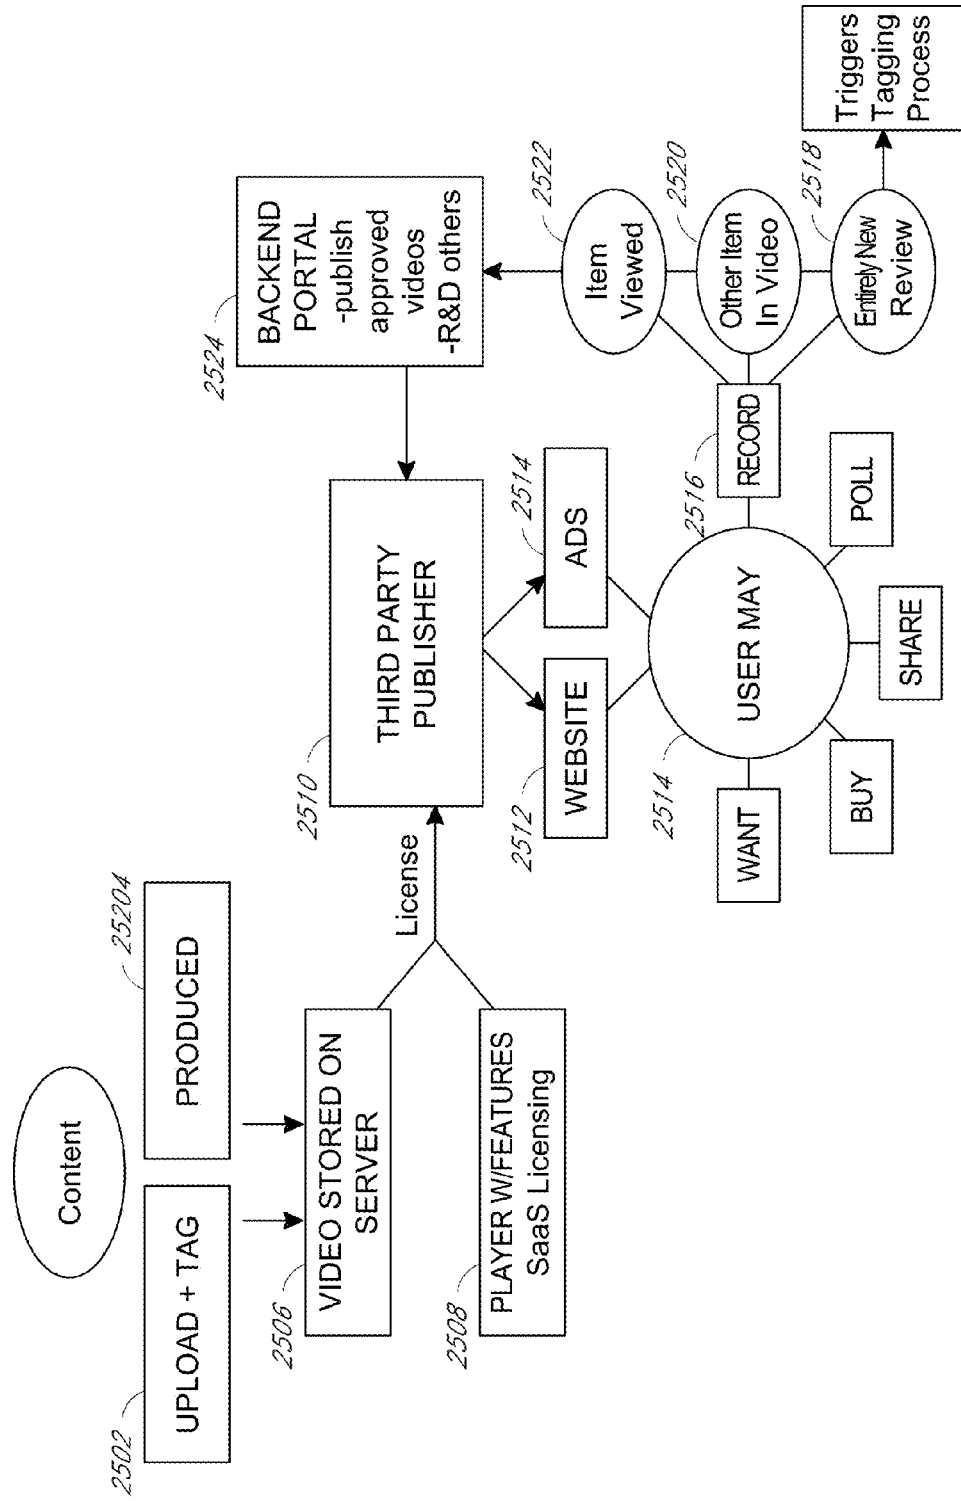 Content
2502
UPLOAD + TAG
25204
PRODUCED
2506
VIDEO STORED ON
SERVER
2508
PLAYER W/FEATURES
SaaS Licensing
License
2510
THIRD PARTY
PUBLISHER
2524
BACKEND
PORTAL
-publish
approved
videos
-R&D others
2512
WEBSITE
2514
ADS
2514
USER MAY
WANT
BUY
SHARE
POLL
2516
RECORD
2522
Item
Viewed
2520
Other Item
In Video
2518
Entirely New
Review
Triggers
Tagging
Process